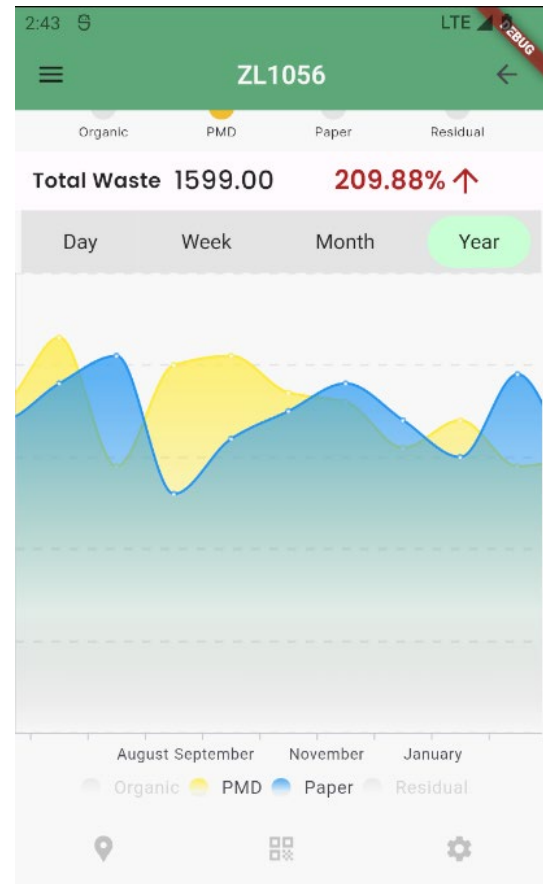 2:43 LTE DEBUG
ZL1056
Organic PMD Paper Residual
Total Waste 1599.00 209.88% ↑
Day Week Month Year
August September November January
Organic PMD Paper Residual